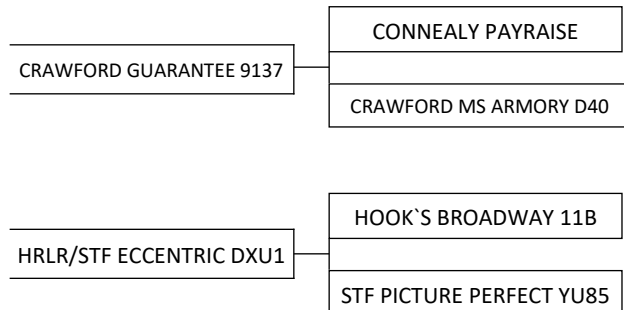 CONNEALY PAYRAISE
CRAWFORD GUARANTEE 9137
CRAWFORD MS ARMORY D40
HOOK`S BROADWAY 11B
HRLR/STF ECCENTRIC DXU1
STF PICTURE PERFECT YU85